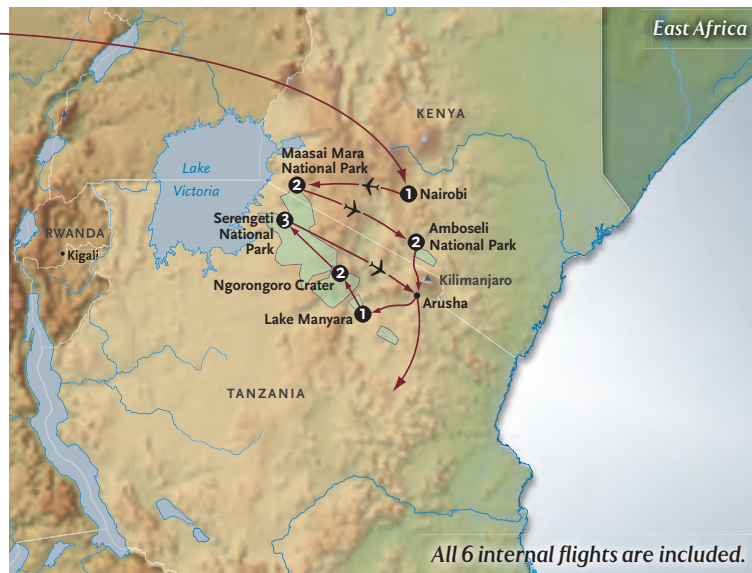 East Africa
KENYA
Maasai Mara
National Park
2
Lake
Victoria
1
Nairobi
Serengeti
National
Park
3
2
Amboseli
National Park
RWANDA
Kigali
Kilimanjaro
Ngorongoro Crater
2
Arusha
Lake Manyara
1
TANZANIA
All 6 internal flights are included.